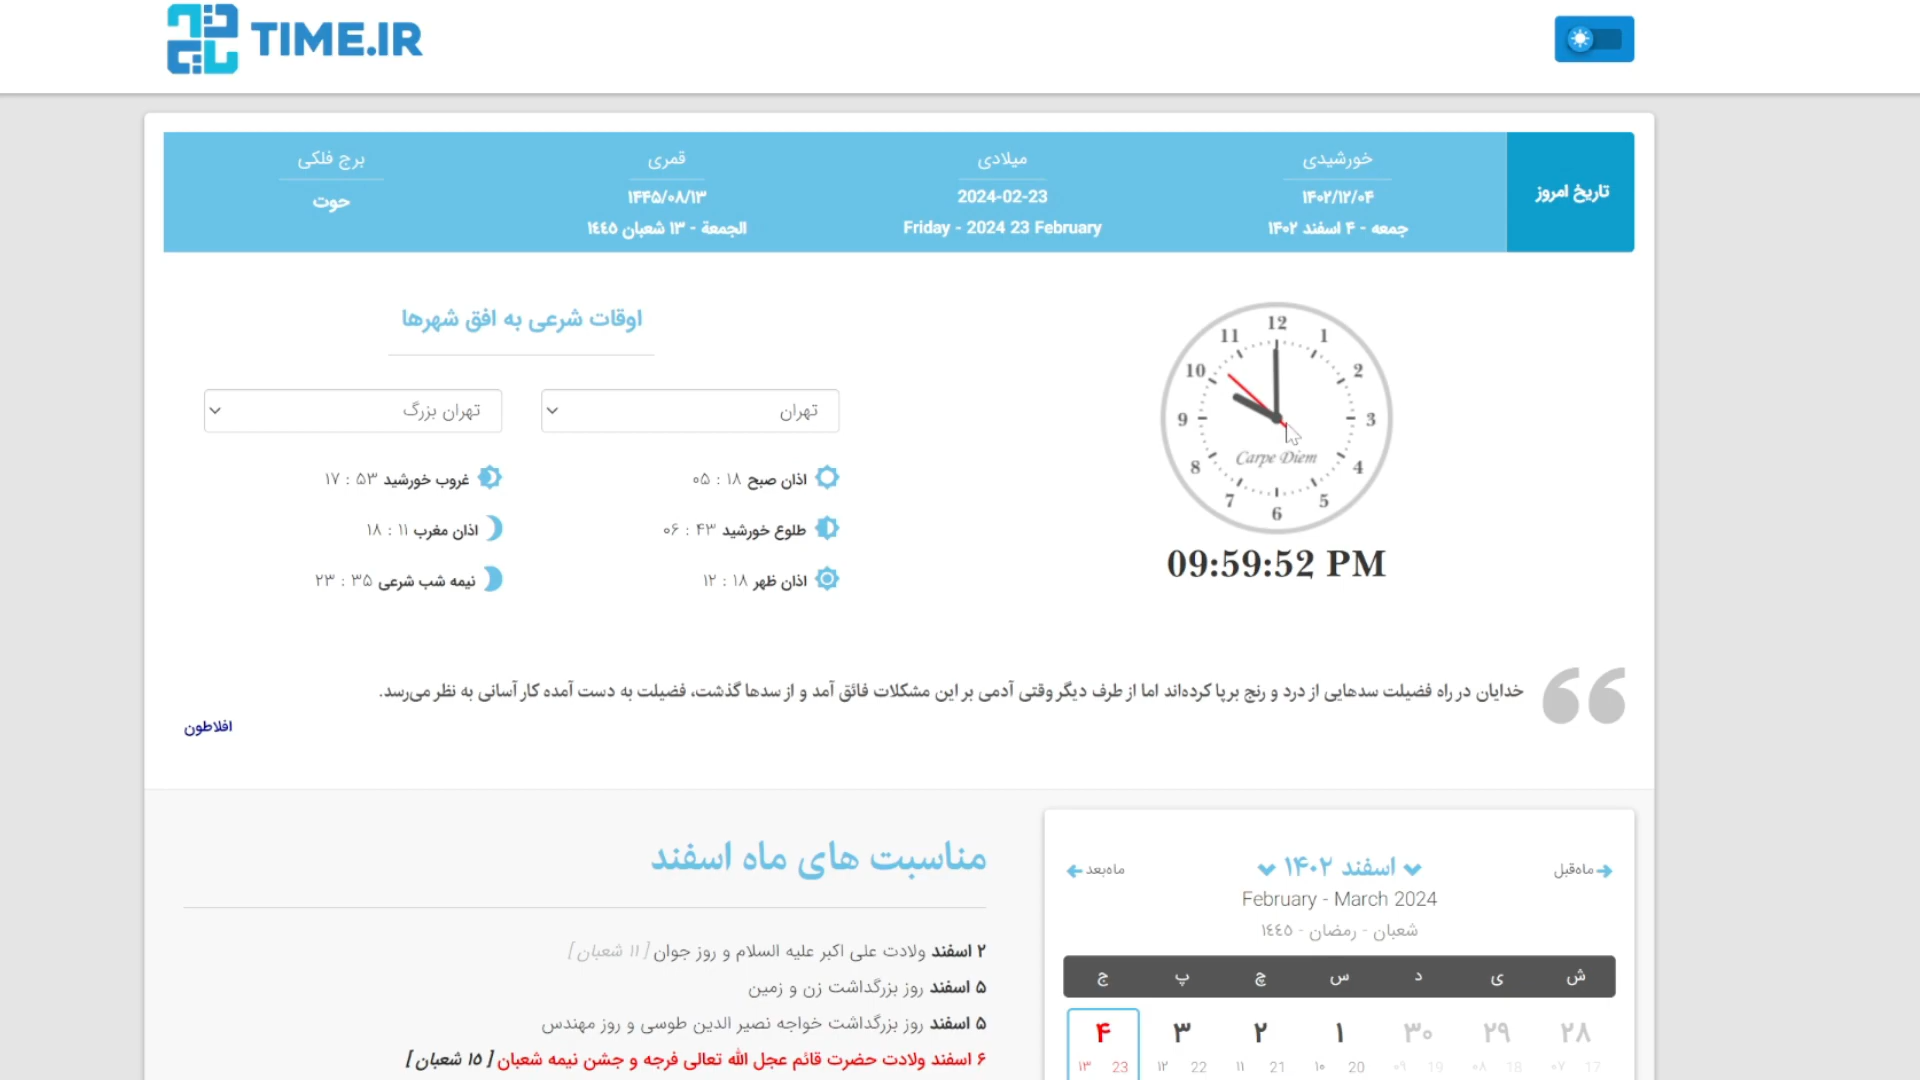 TIME.IR
تاریخ امروز
خورشیدی
۱۴۰۲/۱۲/۰۴
جمعه - ۴ اسفند ۱۴۰۲
میلادی
2024-02-23
Friday - 2024 23 February
قمری
۱۴۴۵/۰۸/۱۳
الجمعة - ١٣ شعبان ١٤٤٥
برج فلکی
حوت
12
1
2
3
4
5
6
7
8
9
10
11
Carpe Diem
09:59:52 PM
اوقات شرعی به افق شهرها
تهران
تهران بزرگ
اذان صبح ۱۸ : ۰۵
غروب خورشید ۵۳ : ۱۷
طلوع خورشید ۴۳ : ۰۶
اذان مغرب ۱۱ : ۱۸
اذان ظهر ۱۸ : ۱۲
نیمه شب شرعی ۳۵ : ۲۳
خدایان در راه فضیلت سدهایی از درد و رنج برپا کرده‌اند اما از طرف دیگر وقتی آدمی بر این مشکلات فائق آمد و از سدها گذشت، فضیلت به دست آمده کار آسانی به نظر می‌رسد.
افلاطون
ماه‌قبل
اسفند ۱۴۰۲
ماه‌بعد
February - March 2024
شعبان - رمضان - ١٤٤٥
ش ی د س چ پ ج
۲۸ ۲۹ ۳۰ ۱ ۲ ۳ ۴
17 ۰۷ 18 ۰۸ 19 ۰۹ 20 ۱۰ 21 ۱۱ 22 ۱۲ 23 ۱۳
مناسبت های ماه اسفند
۲ اسفند ولادت علی اکبر علیه السلام و روز جوان [ ۱۱ شعبان ]
۵ اسفند روز بزرگداشت زن و زمین
۵ اسفند روز بزرگداشت خواجه نصیر الدین طوسی و روز مهندس
۶ اسفند ولادت حضرت قائم عجل الله تعالی فرجه و جشن نیمه شعبان [ ۱۵ شعبان ]